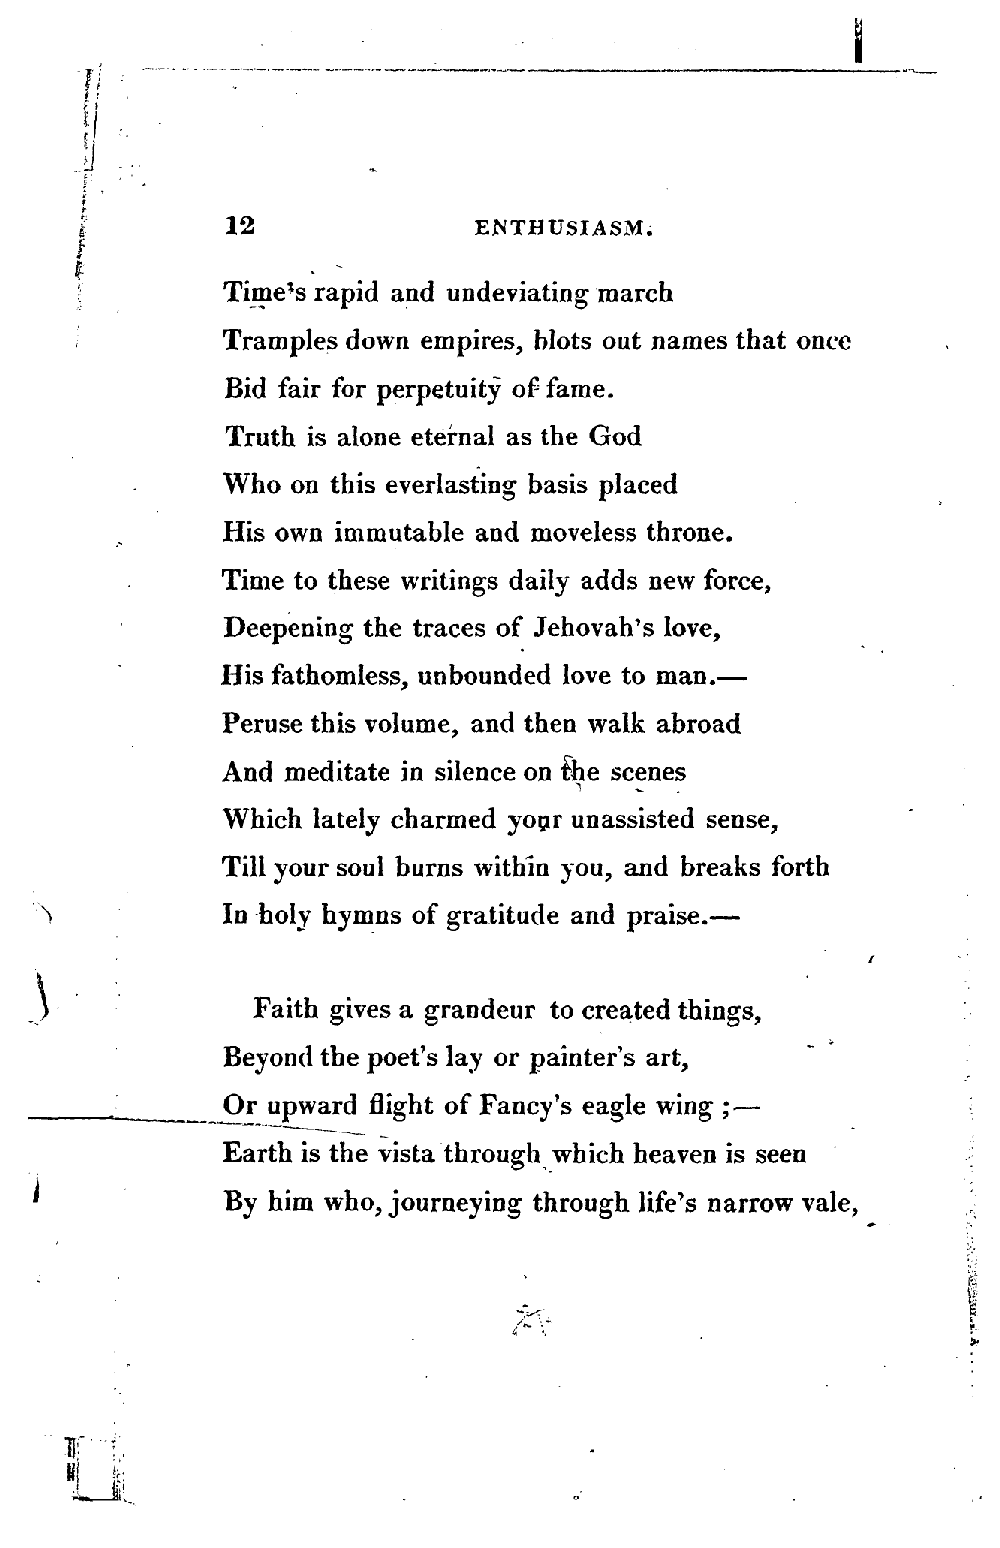 12 ENTHUSIASM.
Time's rapid and undeviating march
Tramples down empires, blots out names that once
Bid fair for perpetuity of fame.
Truth is alone eternal as the God
Who on this everlasting basis placed
His own immutable and moveless throne.
Time to these writings daily adds new force,
Deepening the traces of Jehovah's love,
His fathomless, unbounded love to man.—
Peruse this volume, and then walk abroad
And meditate in silence on the scenes
Which lately charmed your unassisted sense,
Till your soul burns within you, and breaks forth
In holy hymns of gratitude and praise.—
Faith gives a grandeur to created things,
Beyond the poet's lay or painter's art,
Or upward flight of Fancy's eagle wing ;—
Earth is the vista through which heaven is seen
By him who, journeying through life's narrow vale,